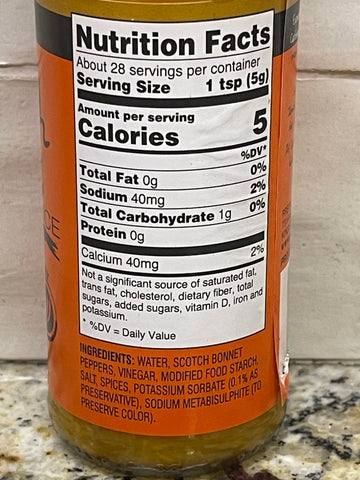 Nutrition Facts
About 28 servings per container
Serving Size 1 tsp (5g)
Amount per serving
Calories 5
%DV*
Total Fat 0g 0%
Sodium 40mg 2%
Total Carbohydrate 1g 0%
Protein 0g
Calcium 40mg 2%
Not a significant source of saturated fat,
trans fat, cholesterol, dietary fiber, total
sugars, added sugars, vitamin D, iron and
potassium.
* %DV = Daily Value
INGREDIENTS: WATER, SCOTCH BONNET
PEPPERS, VINEGAR, MODIFIED FOOD STARCH,
SALT, SPICES, POTASSIUM SORBATE (0.1% AS
PRESERVATIVE), SODIUM METABISULPHITE (TO
PRESERVE COLOR).